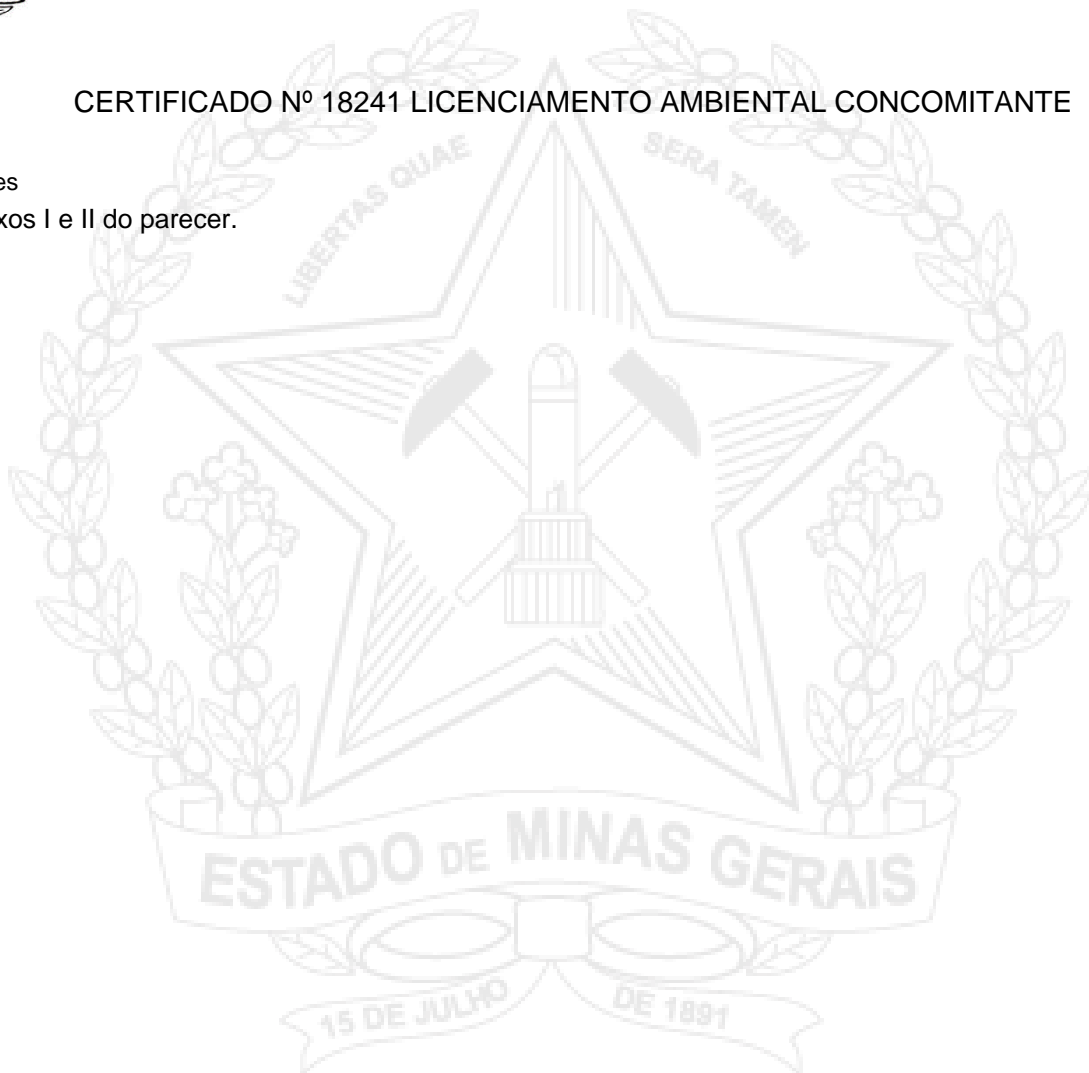 CERTIFICADO Nº 18241 LICENCIAMENTO AMBIENTAL CONCOMITANTE
es
xos I e II do parecer.
LIBERTAS QUAE SERA TAMEN
ESTADO DE MINAS GERAIS
15 DE JULHO DE 1891